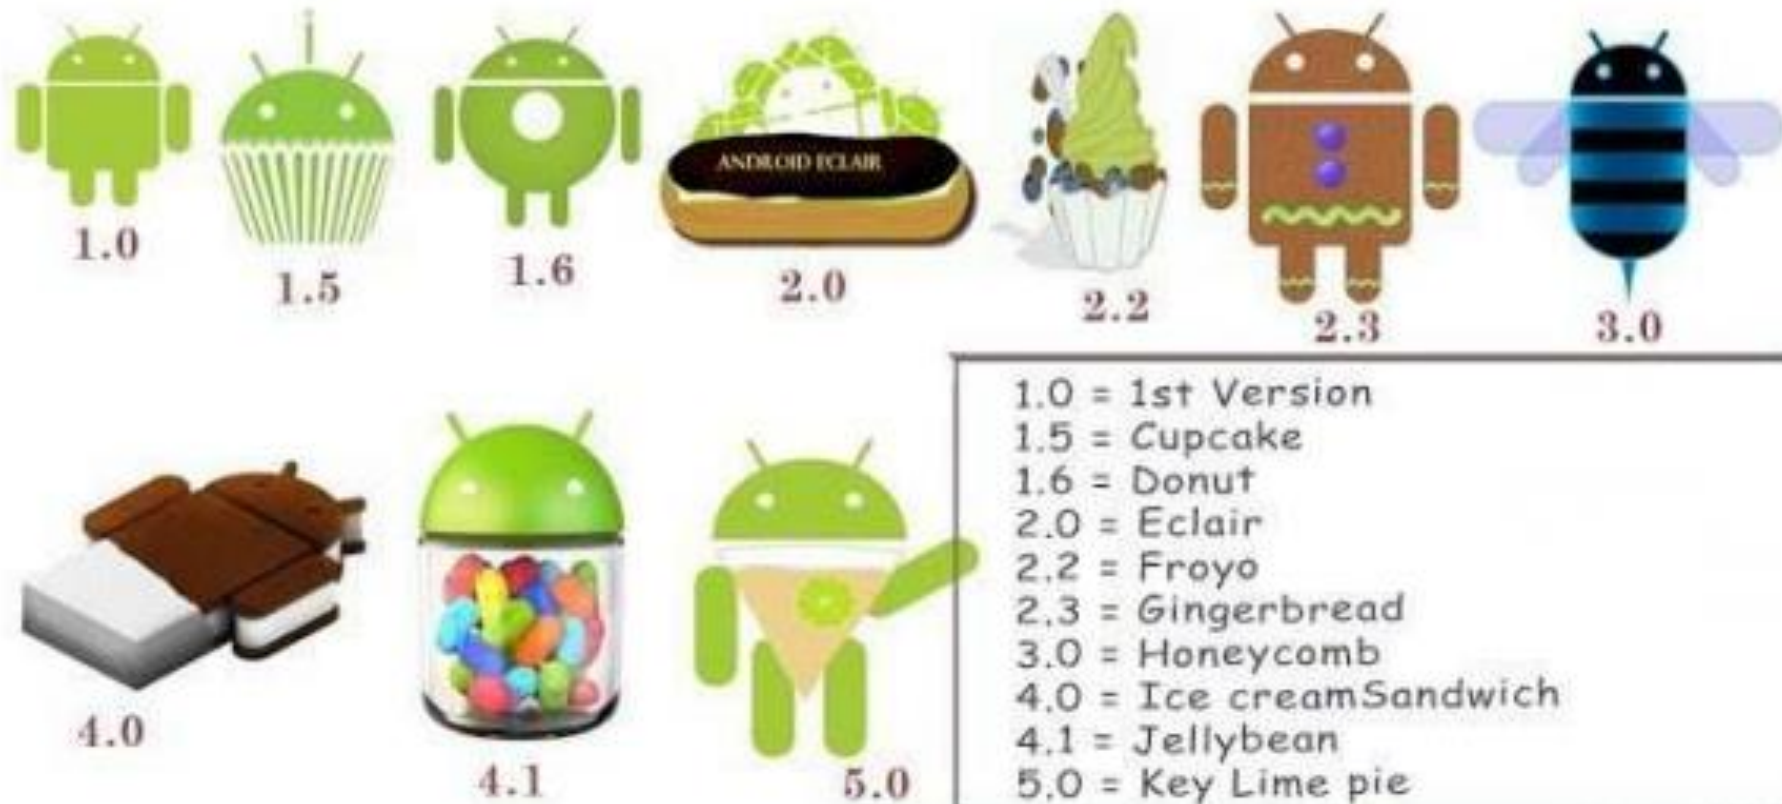 ANDROID ECLAIR
1.0
1.5
1.6
2.0
2.2
2.3
3.0
4.0
4.1
5.0
1.0 = 1st Version
1.5 = Cupcake
1.6 = Donut
2.0 = Eclair
2.2 = Froyo
2.3 = Gingerbread
3.0 = Honeycomb
4.0 = Ice creamSandwich
4.1 = Jellybean
5.0 = Key Lime pie